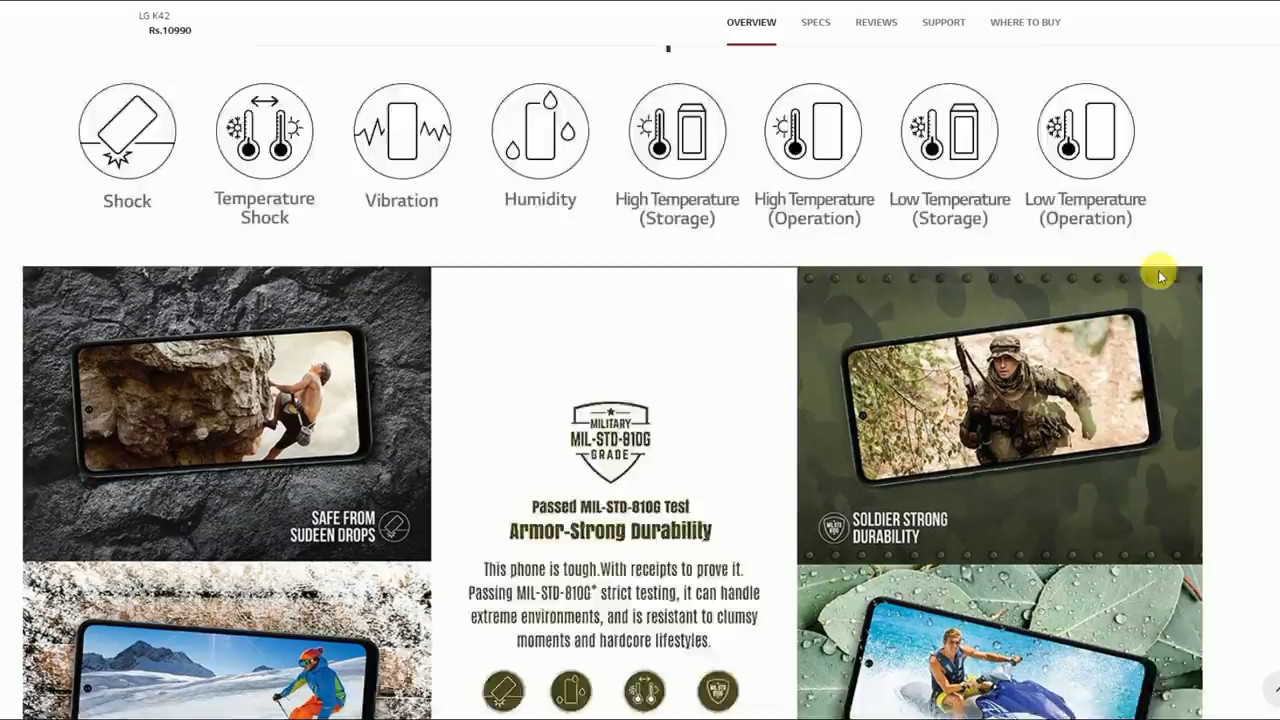 LG K42
Rs.10990
OVERVIEW
SPECS
REVIEWS
SUPPORT
WHERE TO BUY
Shock
Temperature
Shock
Vibration
Humidity
High Temperature
(Storage)
High Temperature
(Operation)
Low Temperature
(Storage)
Low Temperature
(Operation)
SAFE FROM
SUDEEN DROPS
MILITARY
MIL-STD-810G
GRADE
Passed MIL-STD-810G Test
Armor-Strong Durability
This phone is tough.With receipts to prove it.
Passing MIL-STD-810G* strict testing, it can handle
extreme environments, and is resistant to clumsy
moments and hardcore lifestyles.
SOLDIER STRONG
DURABILITY